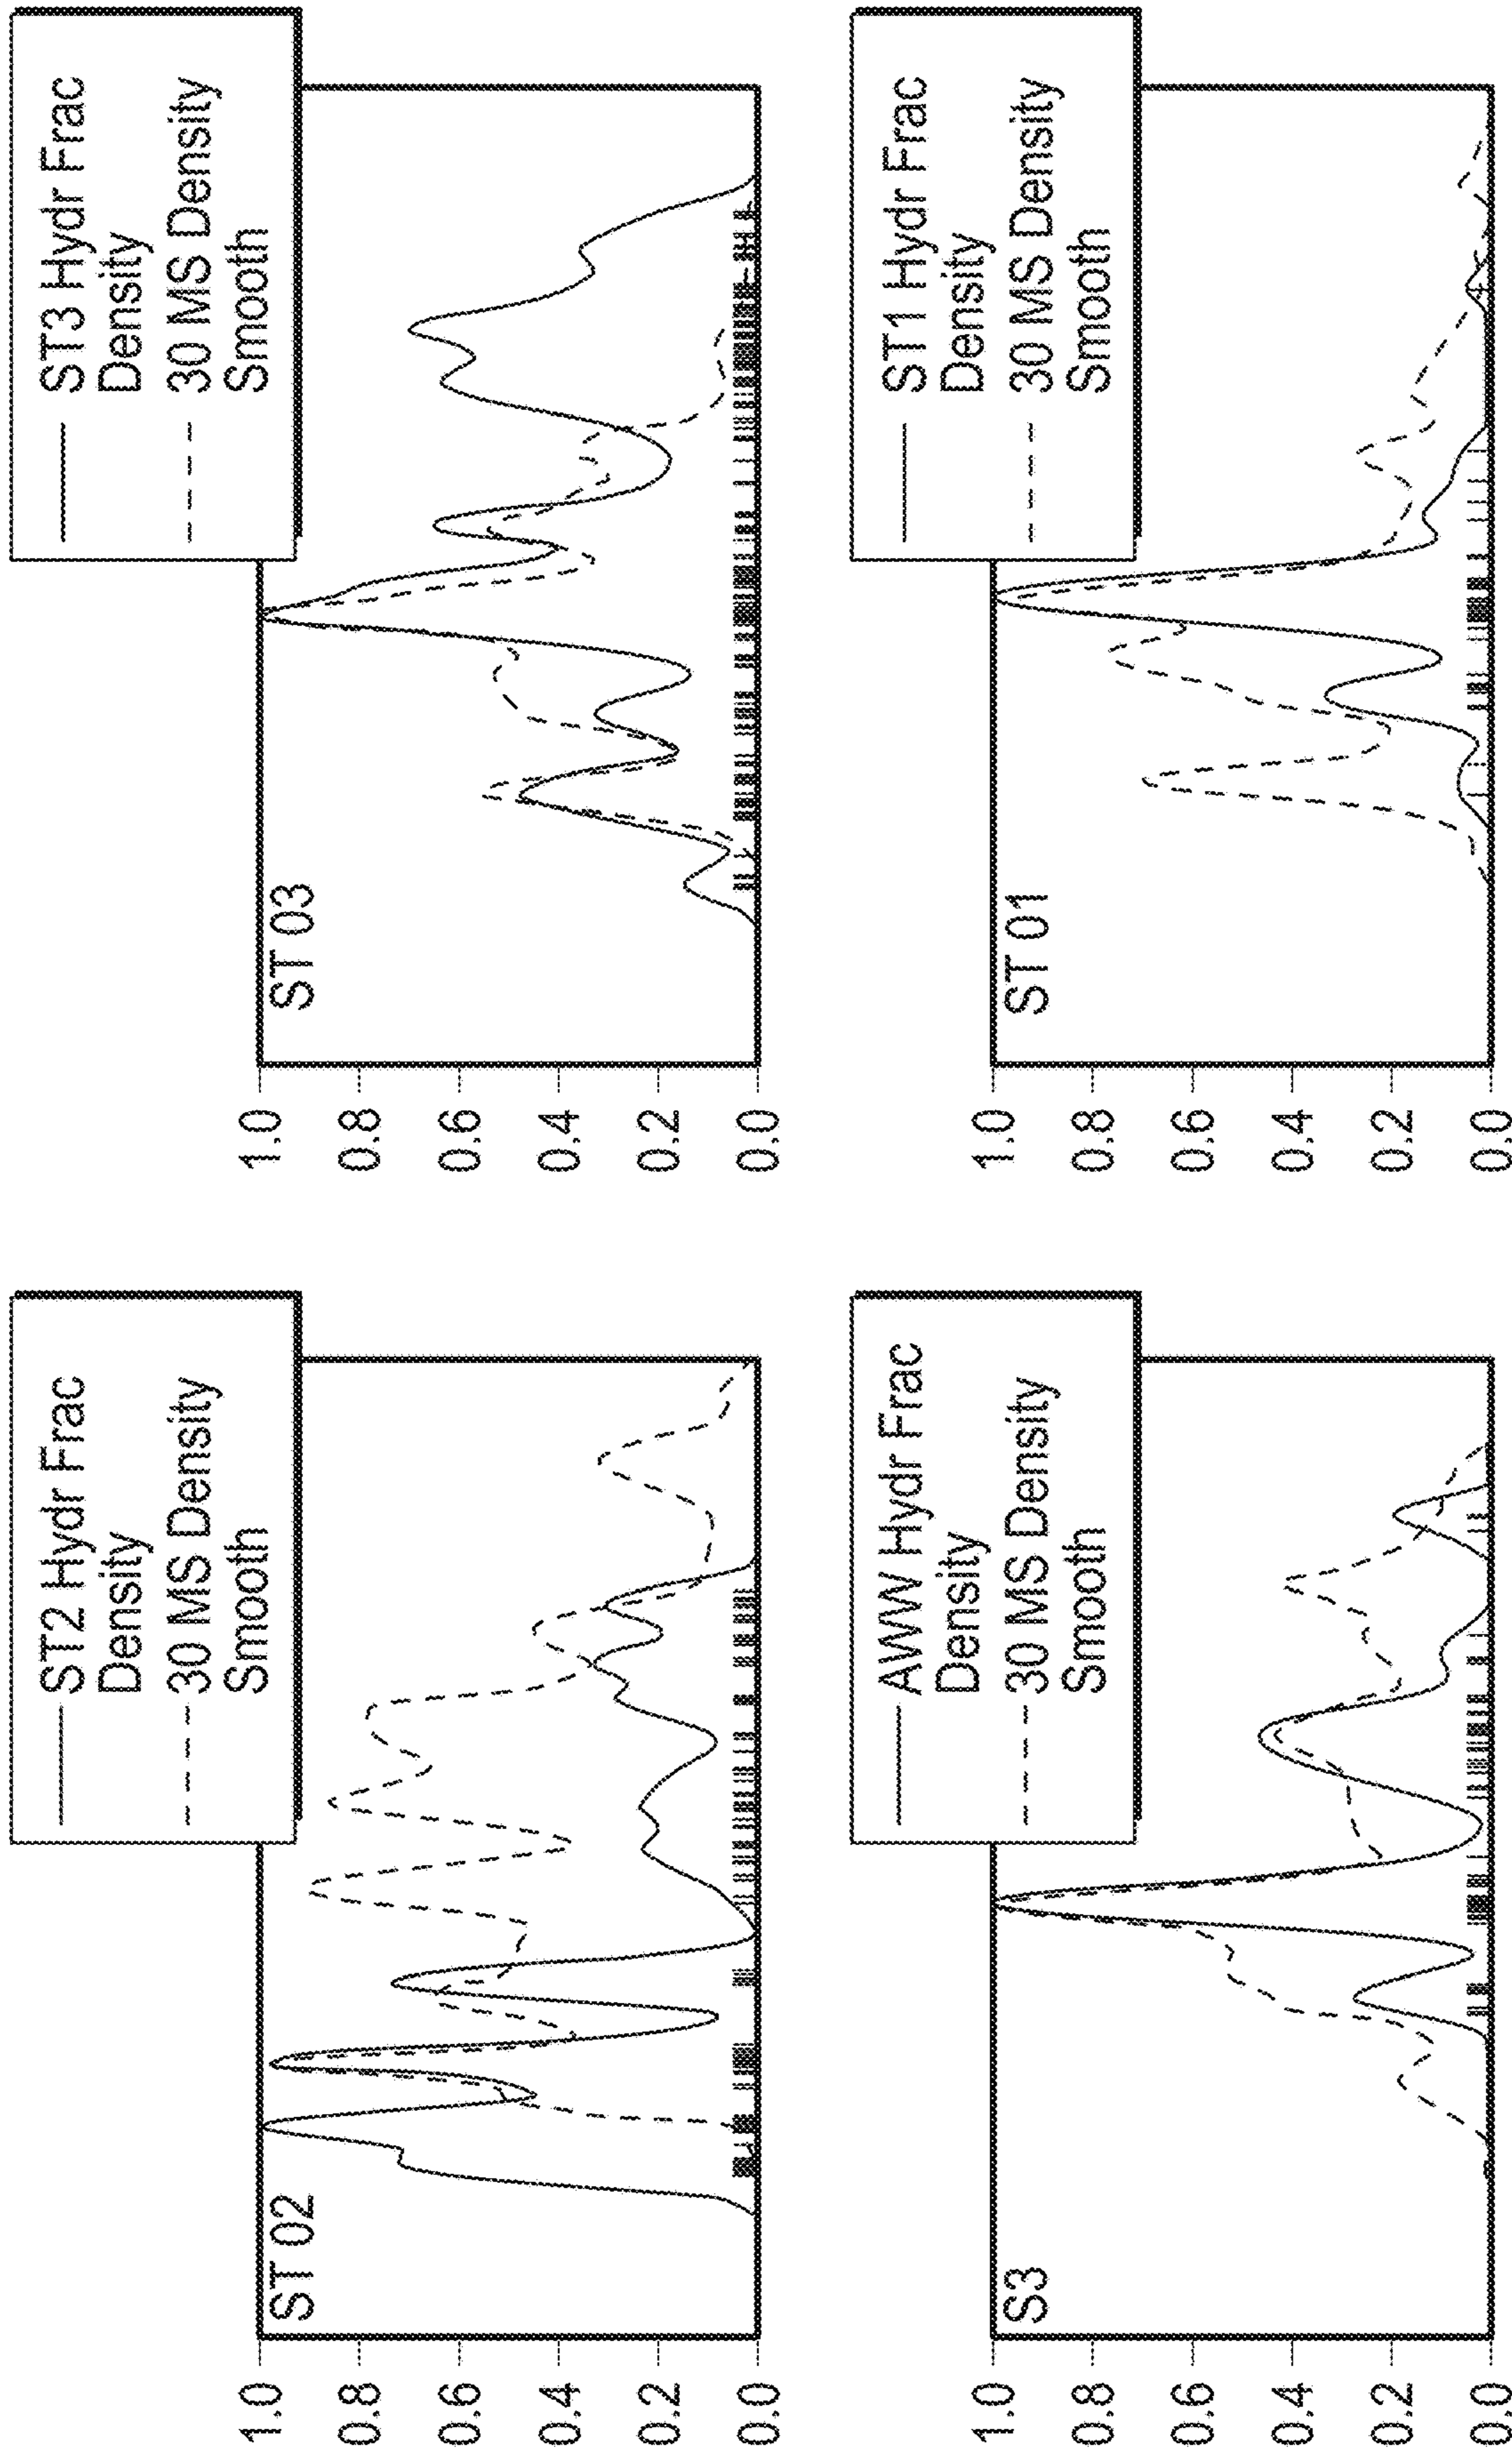 ST2 Hydr Frac
Density
30 MS Density
Smooth
ST 02
1.0
0.8
0.6
0.4
0.2
0.0
ST3 Hydr Frac
Density
30 MS Density
Smooth
ST 03
1.0
0.8
0.6
0.4
0.2
0.0
AWW Hydr Frac
Density
30 MS Density
Smooth
S3
1.0
0.8
0.6
0.4
0.2
0.0
ST1 Hydr Frac
Density
30 MS Density
Smooth
ST 01
1.0
0.8
0.6
0.4
0.2
0.0